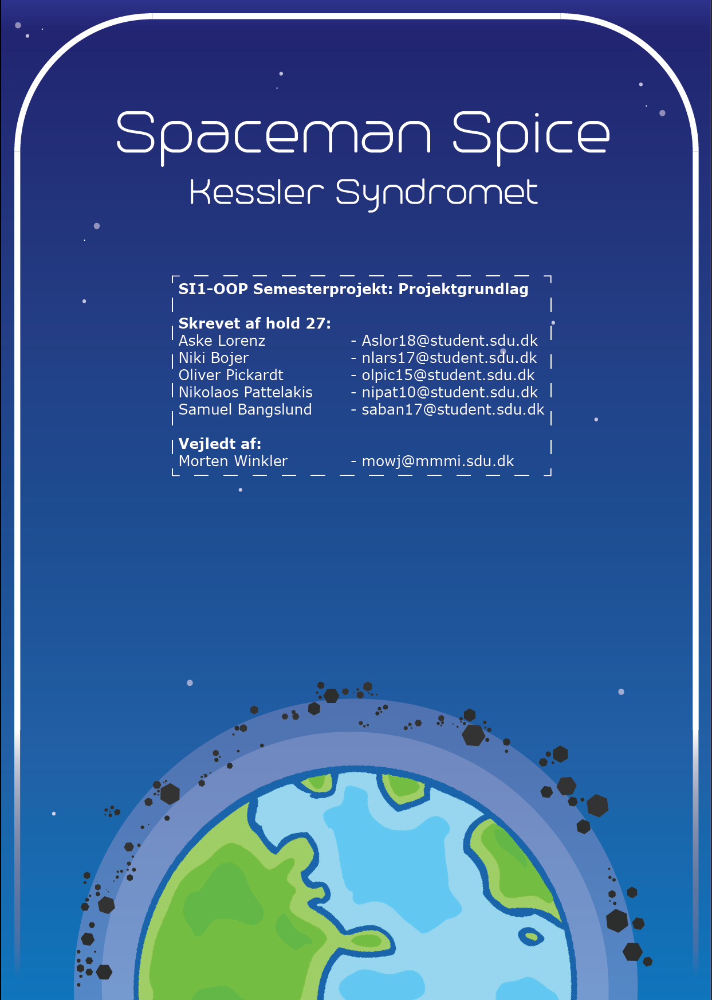 Spaceman Spice
Kessler Syndromet
SI1-OOP Semesterprojekt: Projektgrundlag
Skrevet af hold 27:
Aske Lorenz - Aslor18@student.sdu.dk
Niki Bojer - nlars17@student.sdu.dk
Oliver Pickardt - olpic15@student.sdu.dk
Nikolaos Pattelakis - nipat10@student.sdu.dk
Samuel Bangslund - saban17@student.sdu.dk
Vejledt af:
Morten Winkler - mowj@mmmi.sdu.dk